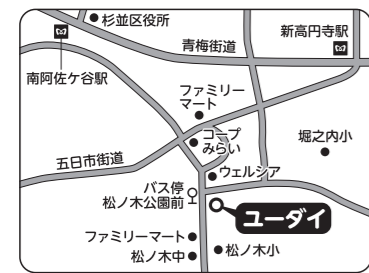 杉並区役所
新高円寺駅
青梅街道
南阿佐ケ谷駅
ファミリー
マート
コープ
みらい
堀之内小
五日市街道
ウェルシア
バス停
松ノ木公園前
ユーダイ
ファミリーマート
松ノ木小
松ノ木中